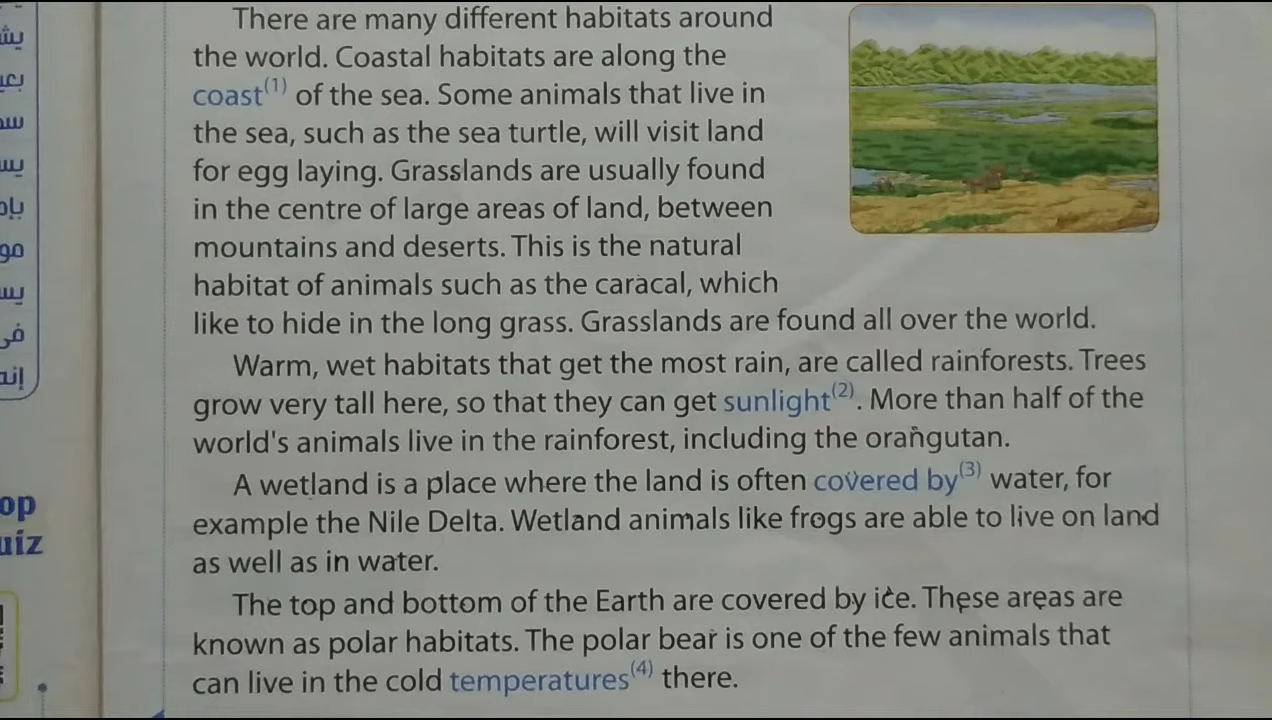 There are many different habitats around
the world. Coastal habitats are along the
coast(1) of the sea. Some animals that live in
the sea, such as the sea turtle, will visit land
for egg laying. Grasslands are usually found
in the centre of large areas of land, between
mountains and deserts. This is the natural
habitat of animals such as the caracal, which
like to hide in the long grass. Grasslands are found all over the world.
Warm, wet habitats that get the most rain, are called rainforests. Trees
grow very tall here, so that they can get sunlight(2). More than half of the
world's animals live in the rainforest, including the orangutan.
A wetland is a place where the land is often covered by(3) water, for
example the Nile Delta. Wetland animals like frogs are able to live on land
as well as in water.
The top and bottom of the Earth are covered by ice. These areas are
known as polar habitats. The polar bear is one of the few animals that
can live in the cold temperatures(4) there.